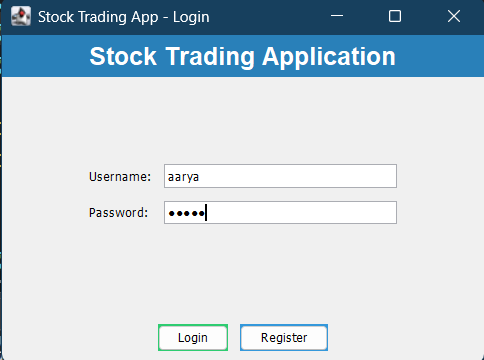 Stock Trading App - Login
Stock Trading Application
Username: aarya
Password: •••••
Login Register